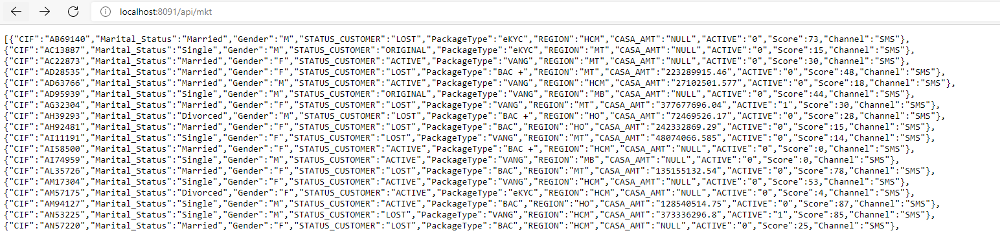 localhost:8091/api/mkt
[{"CIF":"AB69140","Marital_Status":"Married","Gender":"M","STATUS_CUSTOMER":"LOST","PackageType":"eKYC","REGION":"HCM","CASA_AMT":"NULL","ACTIVE":"0","Score":73,"Channel":"SMS"},
{"CIF":"AC13887","Marital_Status":"Single","Gender":"M","STATUS_CUSTOMER":"ORIGINAL","PackageType":"eKYC","REGION":"MT","CASA_AMT":"NULL","ACTIVE":"0","Score":15,"Channel":"SMS"},
{"CIF":"AC22873","Marital_Status":"Married","Gender":"F","STATUS_CUSTOMER":"ACTIVE","PackageType":"VANG","REGION":"MT","CASA_AMT":"NULL","ACTIVE":"0","Score":30,"Channel":"SMS"},
{"CIF":"AD28535","Marital_Status":"Married","Gender":"F","STATUS_CUSTOMER":"LOST","PackageType":"BAC +","REGION":"MT","CASA_AMT":"223289915.46","ACTIVE":"0","Score":48,"Channel":"SMS"},
{"CIF":"AD63766","Marital_Status":"Married","Gender":"M","STATUS_CUSTOMER":"ACTIVE","PackageType":"VANG","REGION":"HCM","CASA_AMT":"27102501.577","ACTIVE":"0","Score":18,"Channel":"SMS"},
{"CIF":"AD95939","Marital_Status":"Single","Gender":"M","STATUS_CUSTOMER":"ORIGINAL","PackageType":"VANG","REGION":"MB","CASA_AMT":"NULL","ACTIVE":"0","Score":44,"Channel":"SMS"},
{"CIF":"AG32304","Marital_Status":"Married","Gender":"F","STATUS_CUSTOMER":"LOST","PackageType":"VANG","REGION":"MT","CASA_AMT":"377677696.04","ACTIVE":"1","Score":30,"Channel":"SMS"},
{"CIF":"AH39293","Marital_Status":"Divorced","Gender":"M","STATUS_CUSTOMER":"LOST","PackageType":"BAC +","REGION":"HO","CASA_AMT":"72469526.17","ACTIVE":"0","Score":28,"Channel":"SMS"},
{"CIF":"AH92481","Marital_Status":"Married","Gender":"F","STATUS_CUSTOMER":"LOST","PackageType":"BAC","REGION":"HO","CASA_AMT":"242332869.29","ACTIVE":"0","Score":15,"Channel":"SMS"},
{"CIF":"AI11191","Marital_Status":"Single","Gender":"F","STATUS_CUSTOMER":"LOST","PackageType":"VANG","REGION":"MT","CASA_AMT":"48074066.585","ACTIVE":"0","Score":14,"Channel":"SMS"},
{"CIF":"AI58500","Marital_Status":"Married","Gender":"F","STATUS_CUSTOMER":"ACTIVE","PackageType":"BAC +","REGION":"HCM","CASA_AMT":"NULL","ACTIVE":"0","Score":0,"Channel":"SMS"},
{"CIF":"AI74959","Marital_Status":"Single","Gender":"M","STATUS_CUSTOMER":"ACTIVE","PackageType":"VANG","REGION":"MB","CASA_AMT":"NULL","ACTIVE":"0","Score":0,"Channel":"SMS"},
{"CIF":"AL35726","Marital_Status":"Married","Gender":"F","STATUS_CUSTOMER":"LOST","PackageType":"BAC","REGION":"MT","CASA_AMT":"135155132.54","ACTIVE":"0","Score":78,"Channel":"SMS"},
{"CIF":"AM17304","Marital_Status":"Single","Gender":"F","STATUS_CUSTOMER":"ACTIVE","PackageType":"VANG","REGION":"HCM","CASA_AMT":"NULL","ACTIVE":"0","Score":53,"Channel":"SMS"},
{"CIF":"AM57175","Marital_Status":"Divorced","Gender":"F","STATUS_CUSTOMER":"ACTIVE","PackageType":"eKYC","REGION":"HCM","CASA_AMT":"NULL","ACTIVE":"0","Score":4,"Channel":"SMS"},
{"CIF":"AM94127","Marital_Status":"Single","Gender":"M","STATUS_CUSTOMER":"ACTIVE","PackageType":"BAC","REGION":"HO","CASA_AMT":"128540514.75","ACTIVE":"0","Score":87,"Channel":"SMS"},
{"CIF":"AN53225","Marital_Status":"Single","Gender":"M","STATUS_CUSTOMER":"LOST","PackageType":"VANG","REGION":"HCM","CASA_AMT":"373336296.8","ACTIVE":"1","Score":85,"Channel":"SMS"},
{"CIF":"AN57220","Marital_Status":"Married","Gender":"F","STATUS_CUSTOMER":"LOST","PackageType":"BAC","REGION":"HCM","CASA_AMT":"NULL","ACTIVE":"0","Score":25,"Channel":"SMS"},